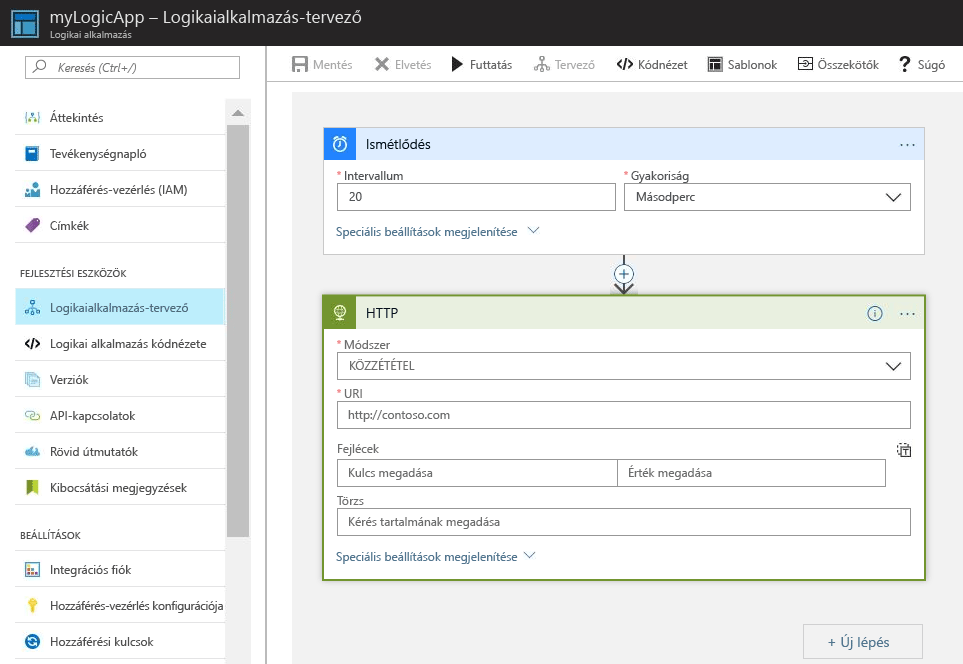 myLogicApp – Logikaialkalmazás-tervező
Logikai alkalmazás
Keresés (Ctrl+/)
Mentés
Elvetés
Futtatás
Tervező
Kódnézet
Sablonok
Összekötők
Súgó
Áttekintés
Tevékenységnapló
Hozzáférés-vezérlés (IAM)
Címkék
FEJLESZTÉSI ESZKÖZÖK
Logikaialkalmazás-tervező
Logikai alkalmazás kódnézete
Verziók
API-kapcsolatok
Rövid útmutatók
Kibocsátási megjegyzések
BEÁLLÍTÁSOK
Integrációs fiók
Hozzáférés-vezérlés konfigurációja
Hozzáférési kulcsok
Ismétlődés
* Intervallum
* Gyakoriság
20
Másodperc
Speciális beállítások megjelenítése
HTTP
* Módszer
KÖZZÉTÉTEL
* URI
http://contoso.com
Fejlécek
Kulcs megadása
Érték megadása
Törzs
Kérés tartalmának megadása
Speciális beállítások megjelenítése
+ Új lépés